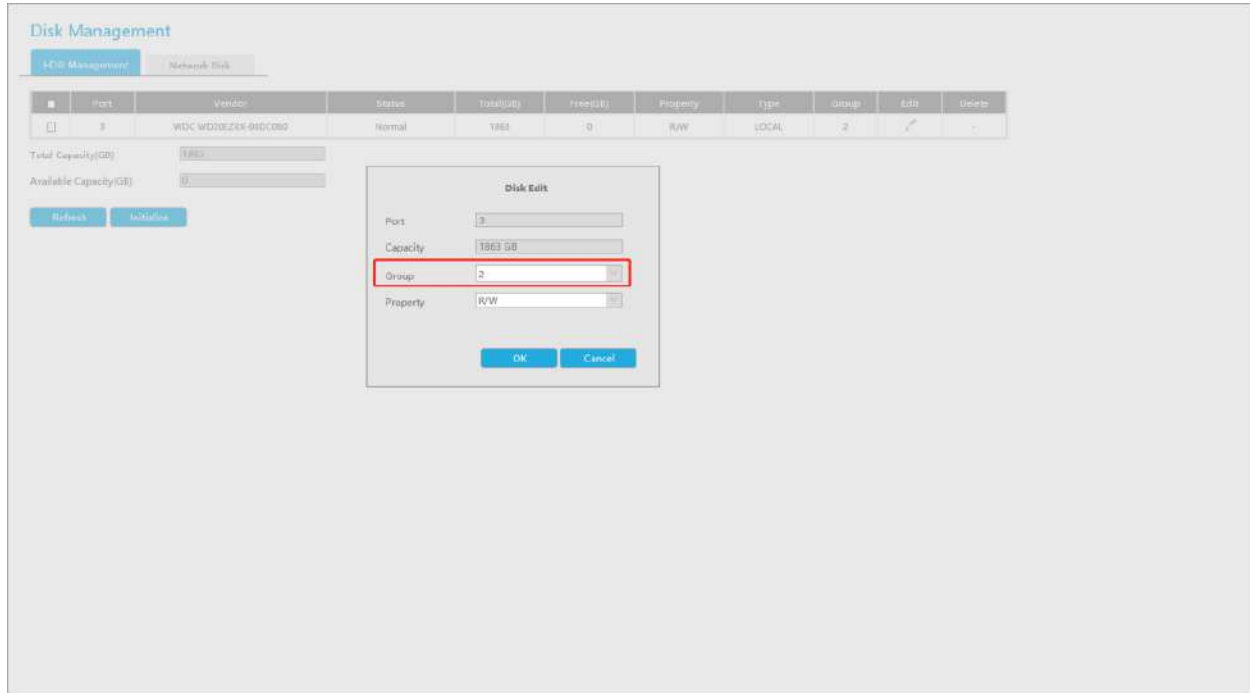 Disk Management
HDD Management Network Disk
Port Vendor Status Total(GB) Free(GB) Property Type Group Edit Delete
3 Normal 1863 0 R/W LOCAL 2 -
Total Capacity(GB) 1863
Available Capacity(GB) 0
Refresh Initialize
Disk Edit
Port 3
Capacity 1863 GB
Group 2
Property R/W
OK Cancel